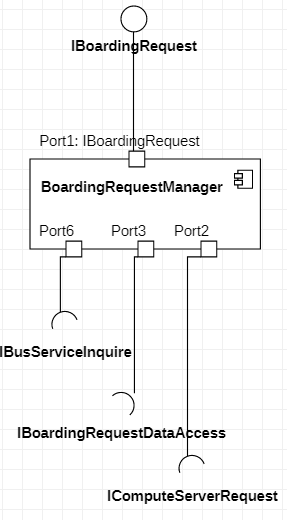 IBoardingRequest
Port1: IBoardingRequest
BoardingRequestManager
Port6 Port3 Port2
IBusServiceInquire
IBoardingRequestDataAccess
IComputeServerRequest